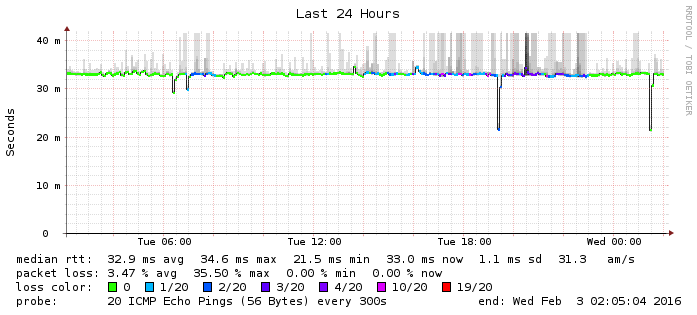 Last 24 Hours
RRDTOOL / TOBI OETIKER
Seconds
40 m
30 m
20 m
10 m
0
Tue 06:00 Tue 12:00 Tue 18:00 Wed 00:00
median rtt: 32.9 ms avg 34.6 ms max 21.5 ms min 33.0 ms now 1.1 ms sd 31.3 am/s
packet loss: 3.47 % avg 35.50 % max 0.00 % min 0.00 % now
loss color: 0 1/20 2/20 3/20 4/20 10/20 19/20
probe: 20 ICMP Echo Pings (56 Bytes) every 300s end: Wed Feb 3 02:05:04 2016